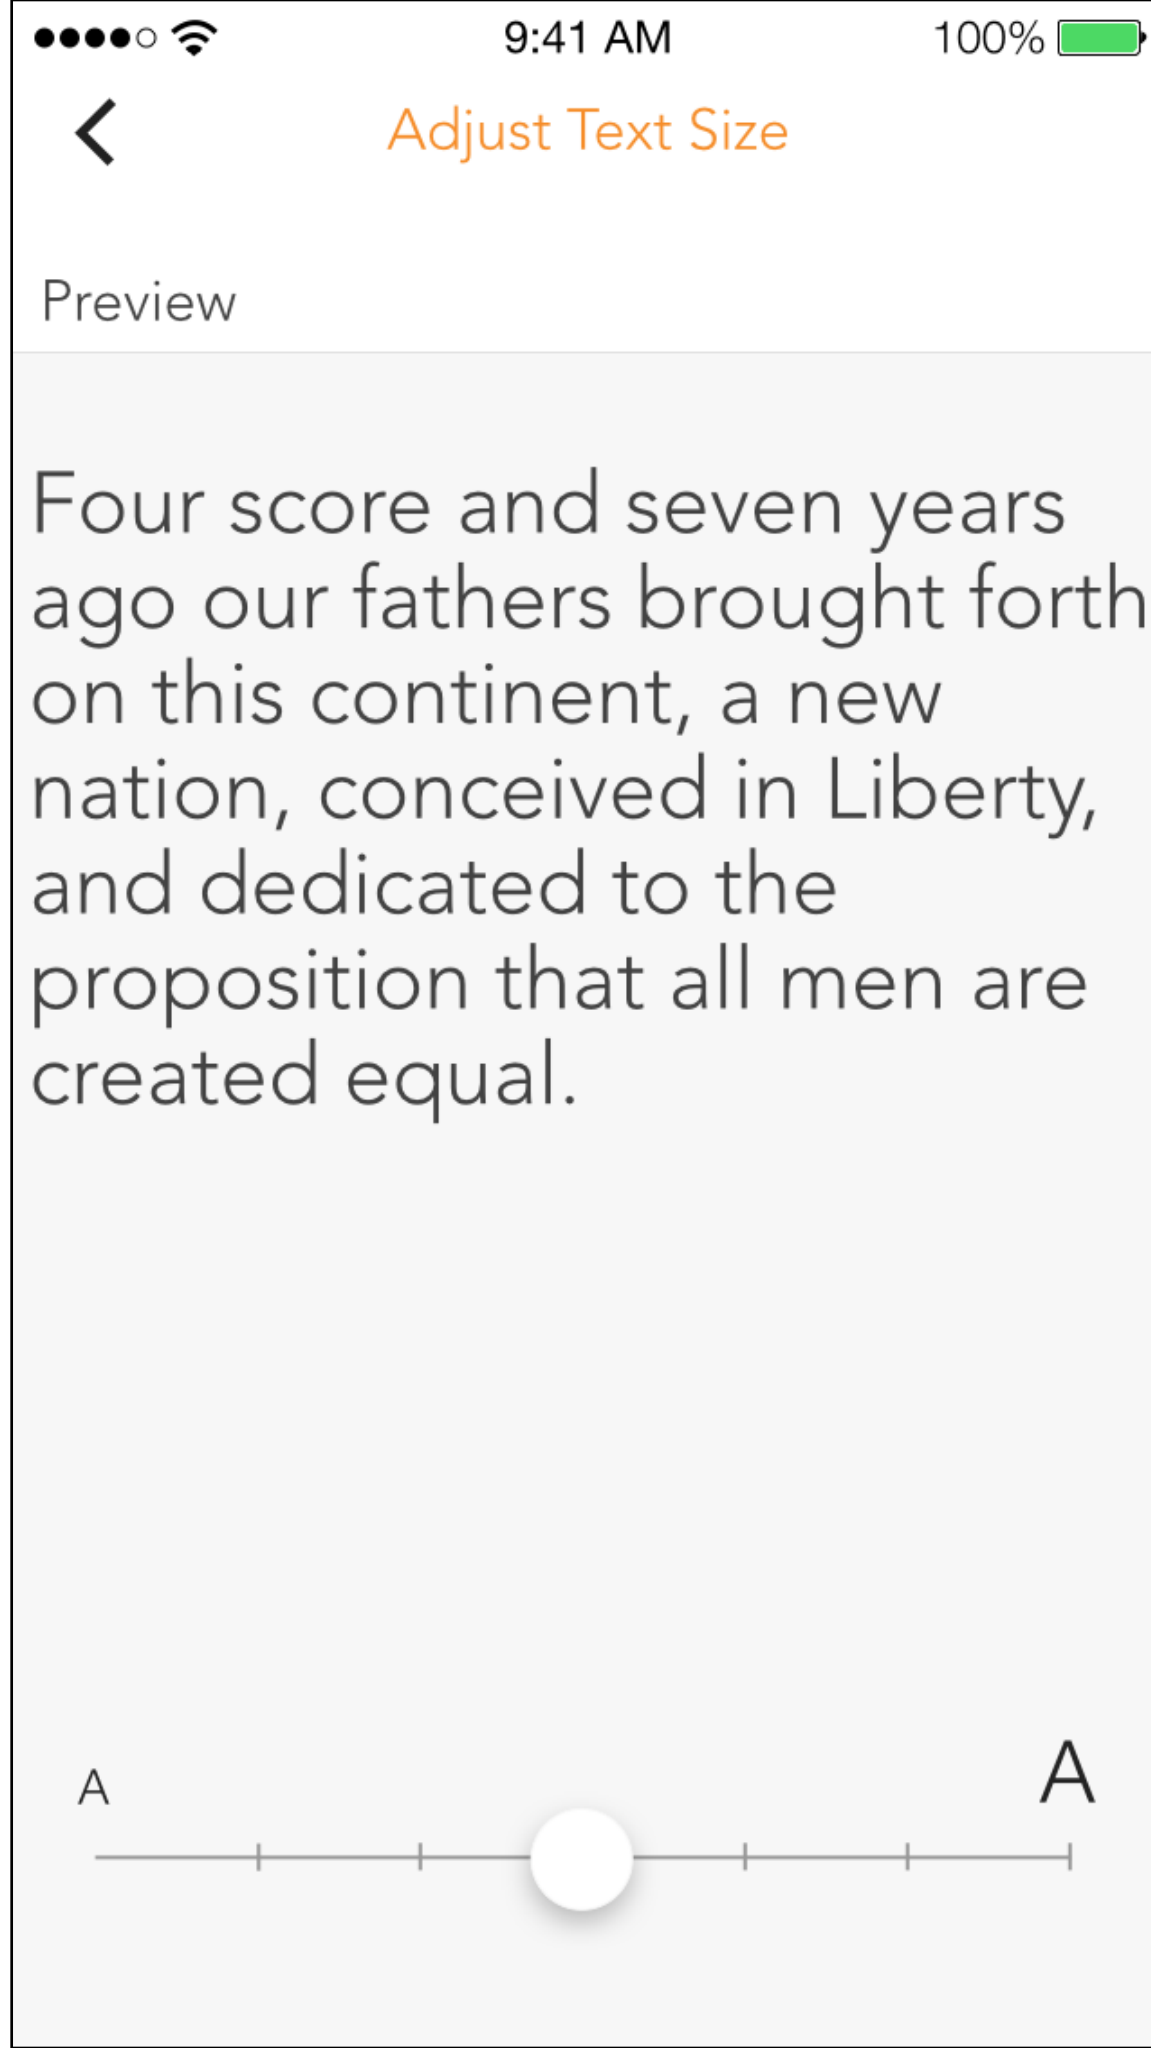 9:41 AM
100%
Adjust Text Size
Preview
Four score and seven years
ago our fathers brought forth
on this continent, a new
nation, conceived in Liberty,
and dedicated to the
proposition that all men are
created equal.
A
A